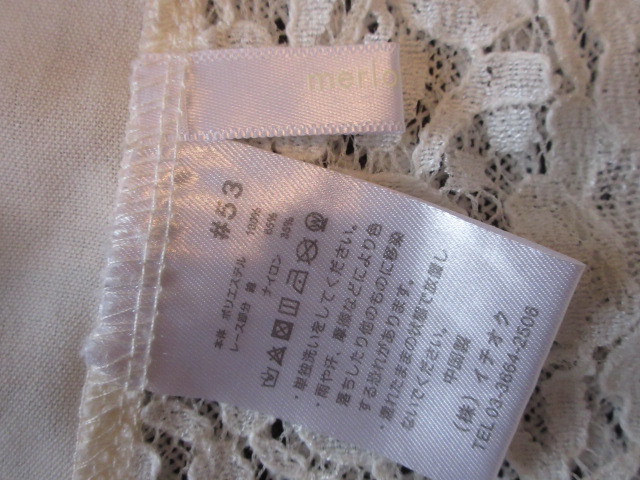 merlo
#53
本体 ポリエステル 100%
レース部分 綿 65%
ナイロン 35%
・単独洗いをしてください。
・雨や汗、摩擦などにより色
落ちしたり他のものに移染
する恐れがあります。
・濡れたままの状態で放置し
ないでください。
中国製
(株) イチオク
TEL 03-3664-2506